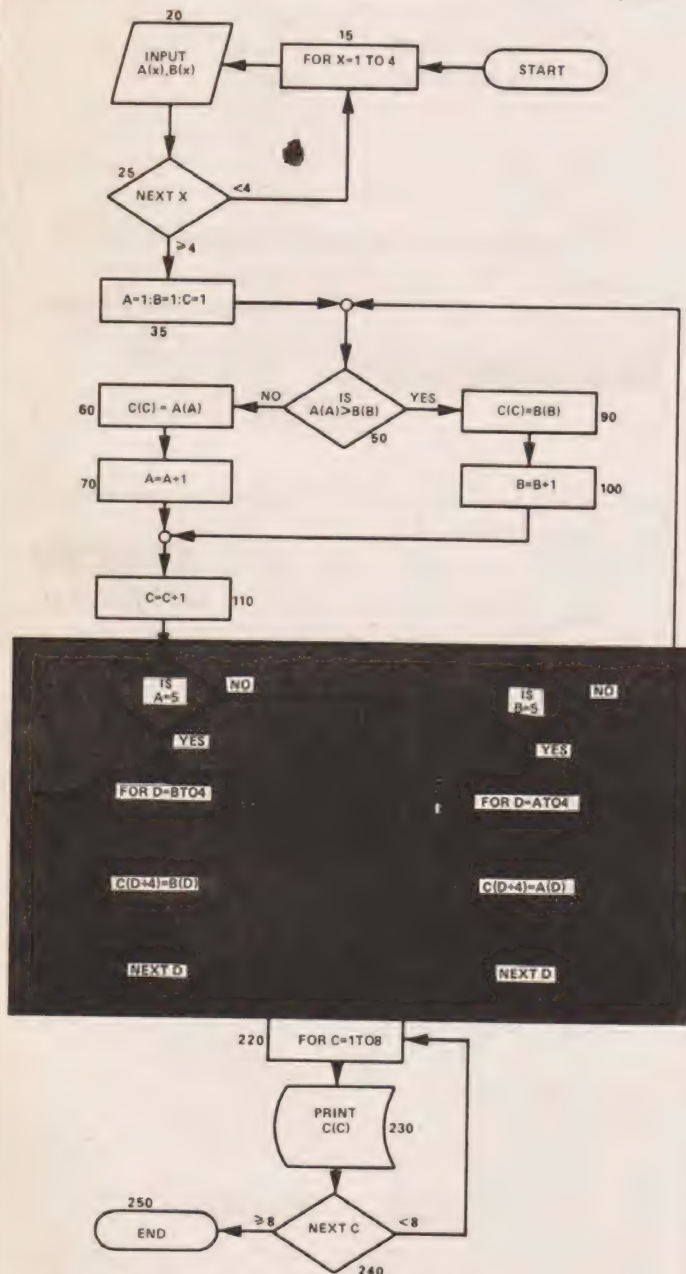 20
INPUT
A(x),B(x)
15
FOR X=1 TO 4
START
25
NEXT X
<4
≥4
A=1:B=1:C=1
35
60
C(C) = A(A)
NO
IS
A(A)>B(B)
50
YES
C(C)=B(B)
90
70
A=A+1
B=B+1
100
C=C+1
110
IS
A=5
NO
YES
IS
B=5
NO
YES
FOR D=BTO4
FOR D=ATO4
C(D+4)=B(D)
C(D+4)=A(D)
NEXT D
NEXT D
220
FOR C=1TO8
PRINT
C(C)
230
250
END
≥8
NEXT C
<8
240